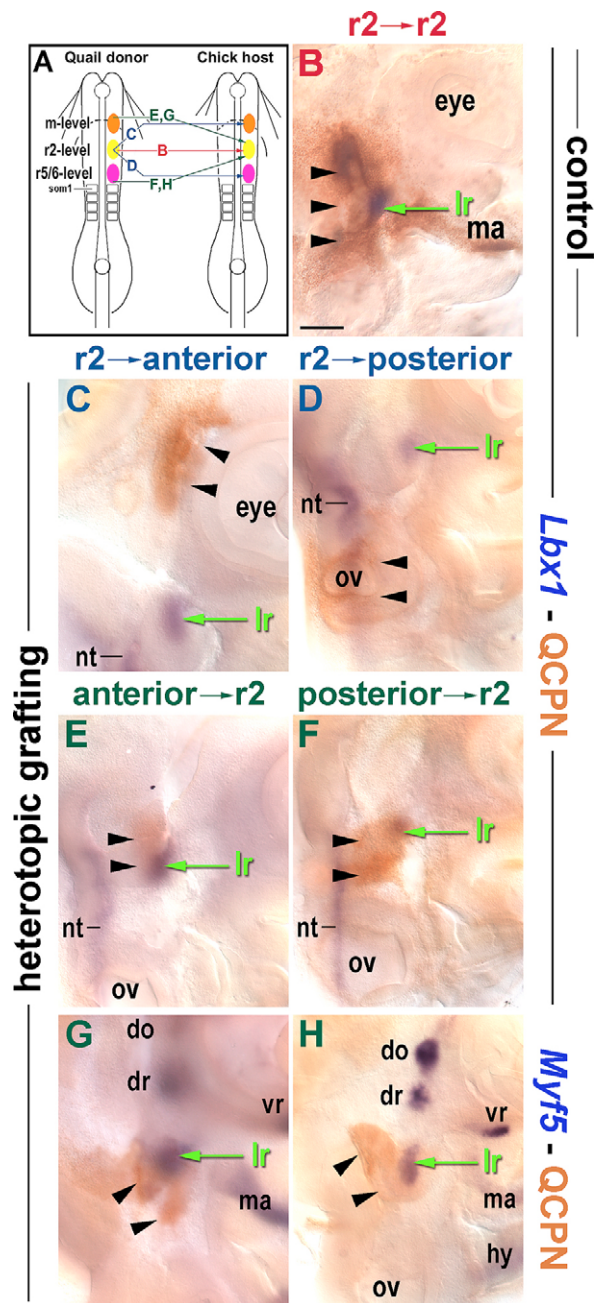 r2→r2
A
Quail donor
Chick host
m-level
r2-level
r5/6-level
som1
C
E,G
B
D
F,H
B
eye
lr
ma
control
r2→anterior
r2→posterior
C
eye
lr
nt
D
lr
nt
ov
Lbx1 - QCPN
heterotopic grafting
anterior→r2
posterior→r2
E
lr
nt
ov
F
lr
nt
ov
G
do
dr
vr
lr
ma
H
do
dr
vr
lr
ma
hy
ov
Myf5 - QCPN